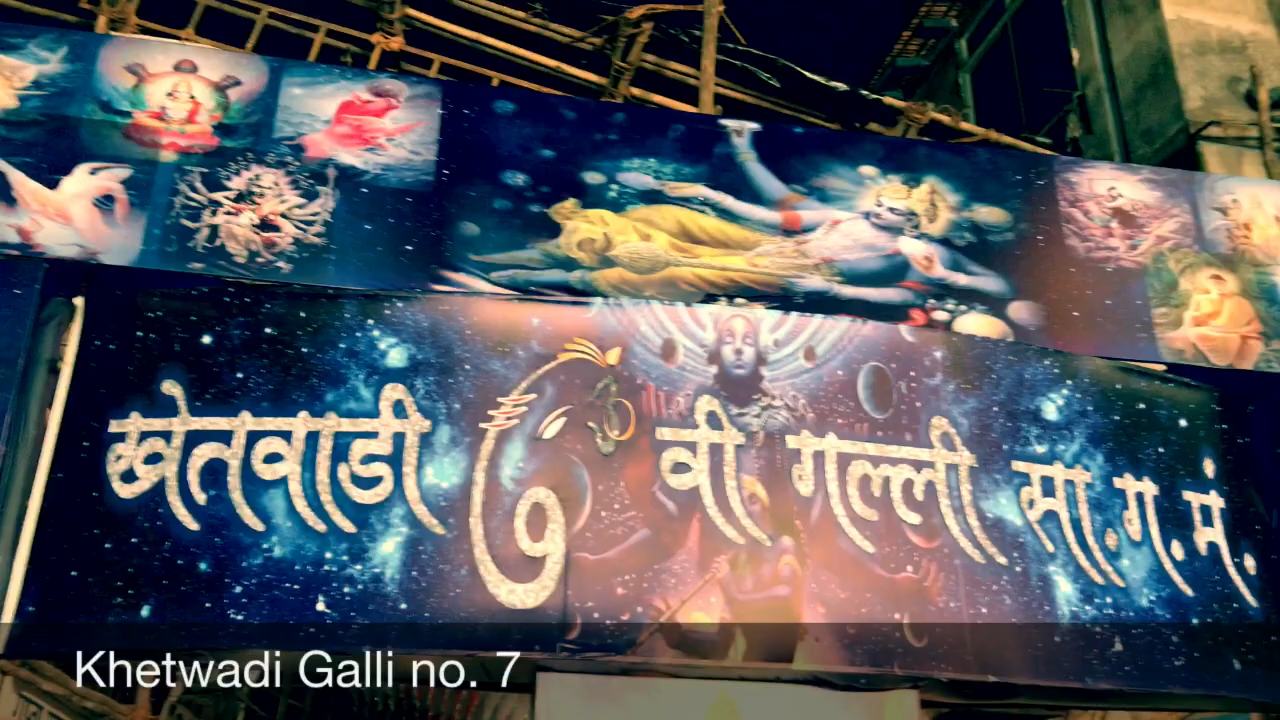 खेतवाडी ७ वी गल्ली सा.ग.मं.
Khetwadi Galli no. 7